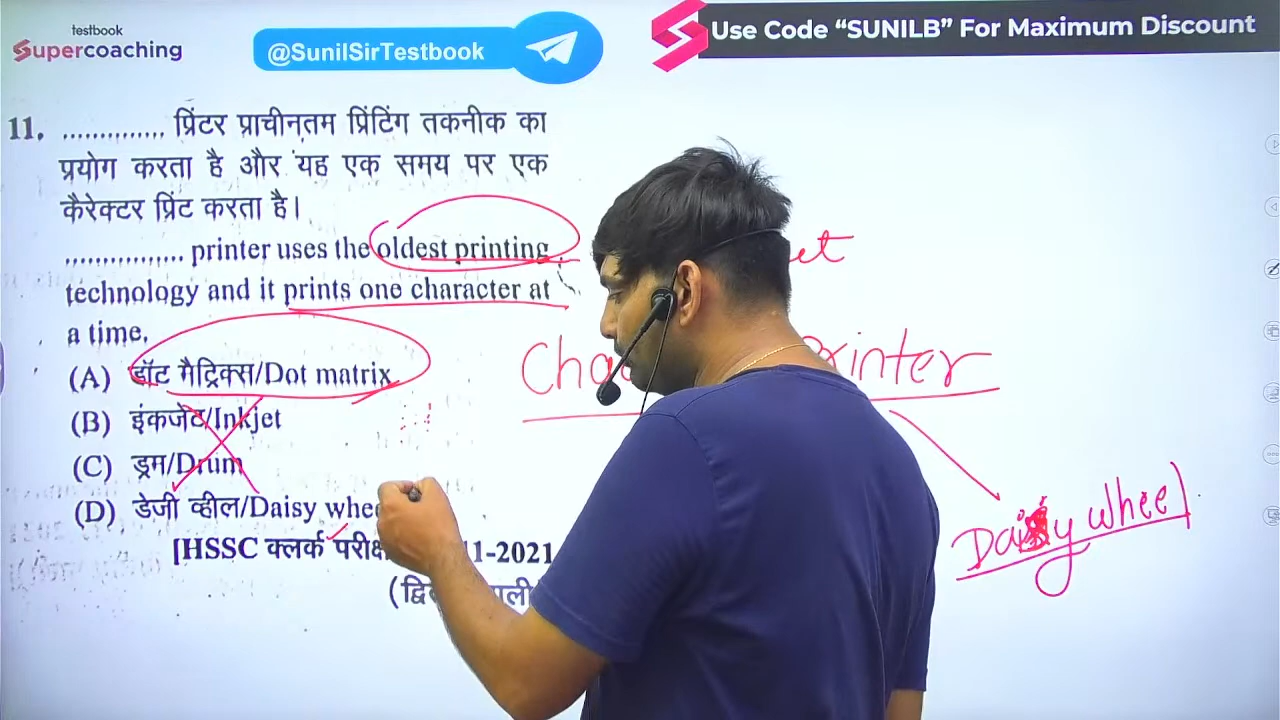 testbook
Supercoaching
@SunilSirTestbook
Use Code “SUNILB” For Maximum Discount
11. .............. प्रिंटर प्राचीनतम प्रिंटिंग तकनीक का
प्रयोग करता है और यह एक समय पर एक
कैरेक्टर प्रिंट करता है।
................ printer uses the oldest printing
technology and it prints one character at
a time.
(A) डॉट मैट्रिक्स/Dot matrix
(B) इंकजेट/Inkjet
(C) ड्रम/Drum
(D) डेजी व्हील/Daisy
[HSSC क्लर्क 11-2021
Daisy wheel